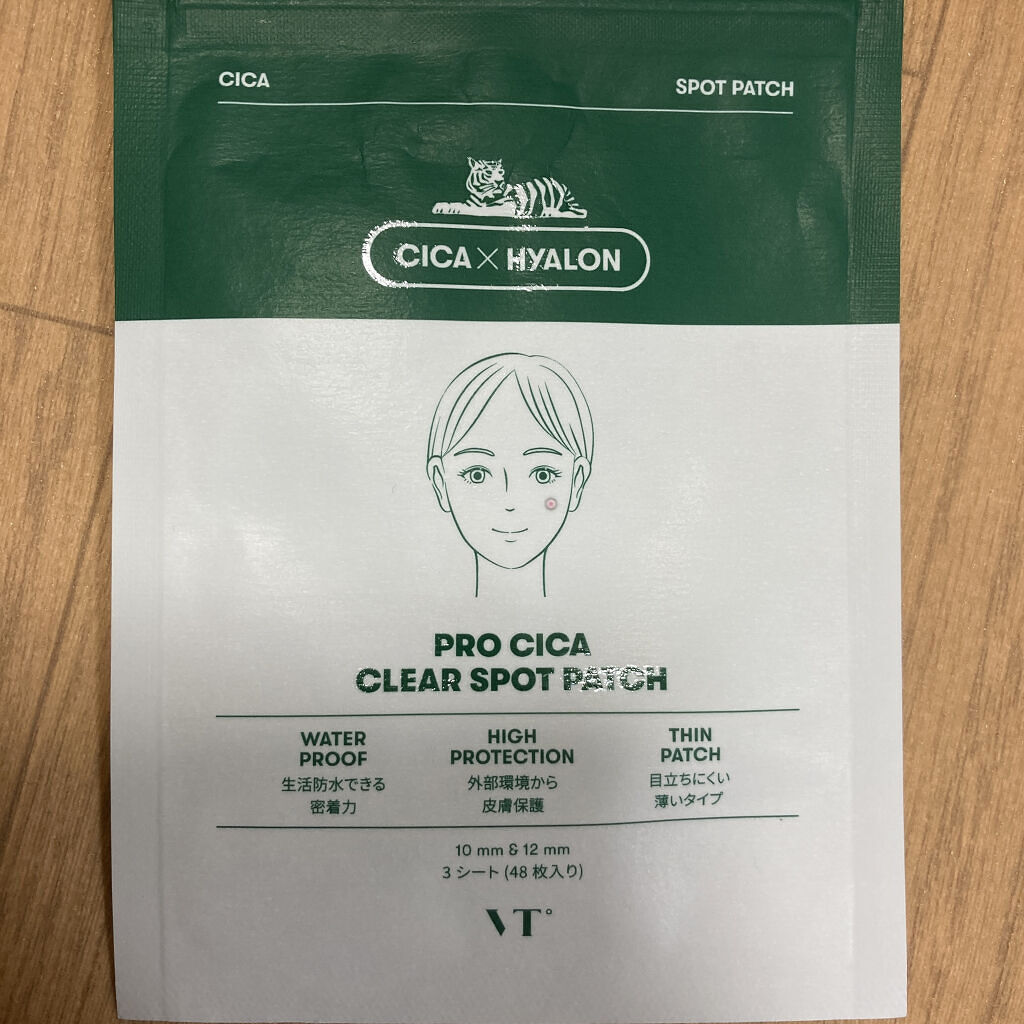 CICA
SPOT PATCH
CICA × HYALON
PRO CICA
CLEAR SPOT PATCH
WATER
PROOF
生活防水できる
密着力
HIGH
PROTECTION
外部環境から
皮膚保護
THIN
PATCH
目立ちにくい
薄いタイプ
10 mm & 12 mm
3 シート (48 枚入り)
VT°